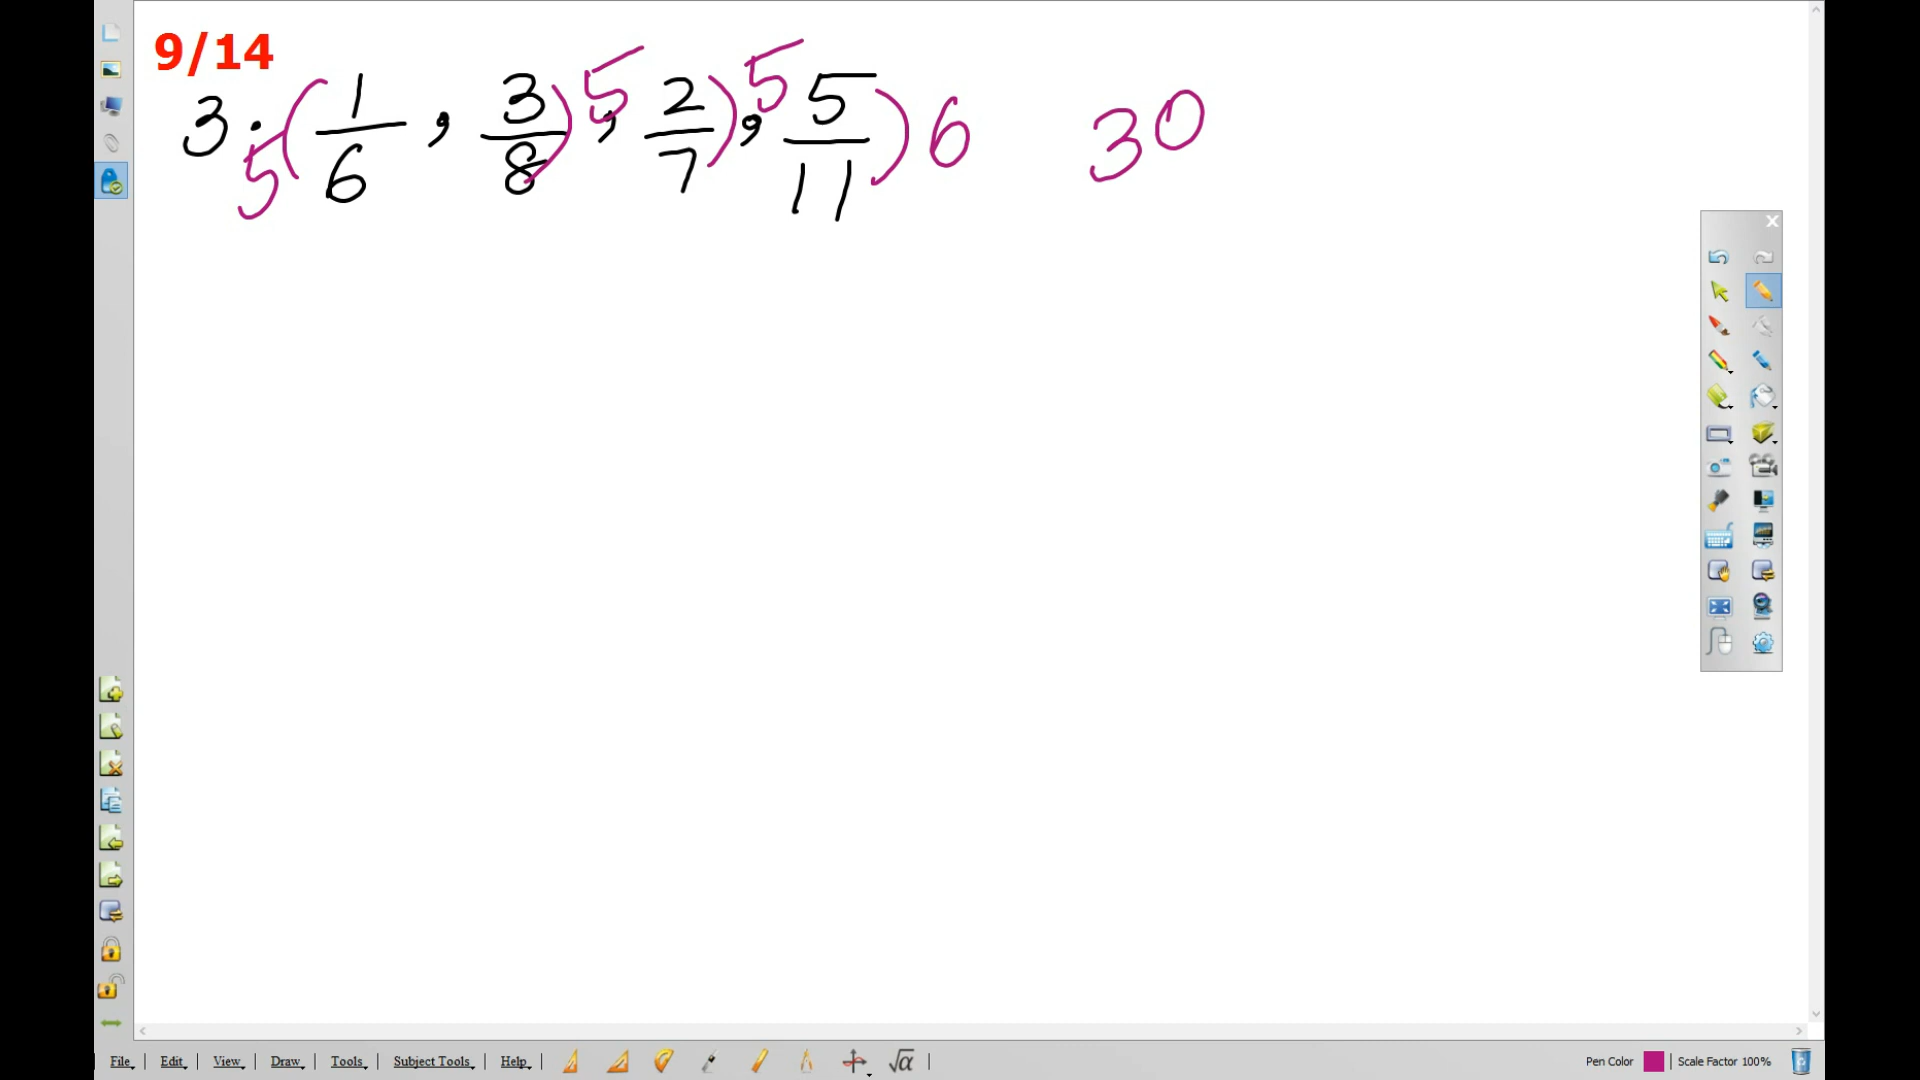 9/14
3. 5( 1/6 , 3/8 )5 , 2/7 ) , 5 5/11 ) 6 30
File Edit View Draw Tools Subject Tools Help
Pen Color Scale Factor 100%